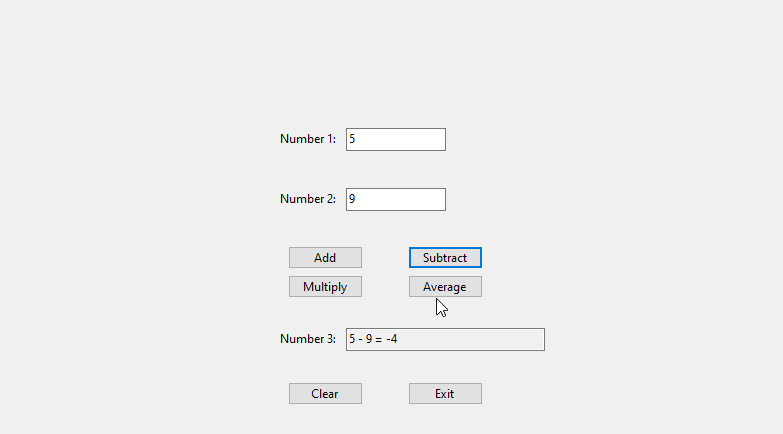 Number 1: 5
Number 2: 9
Add Subtract
Multiply Average
Number 3: 5 - 9 = -4
Clear Exit